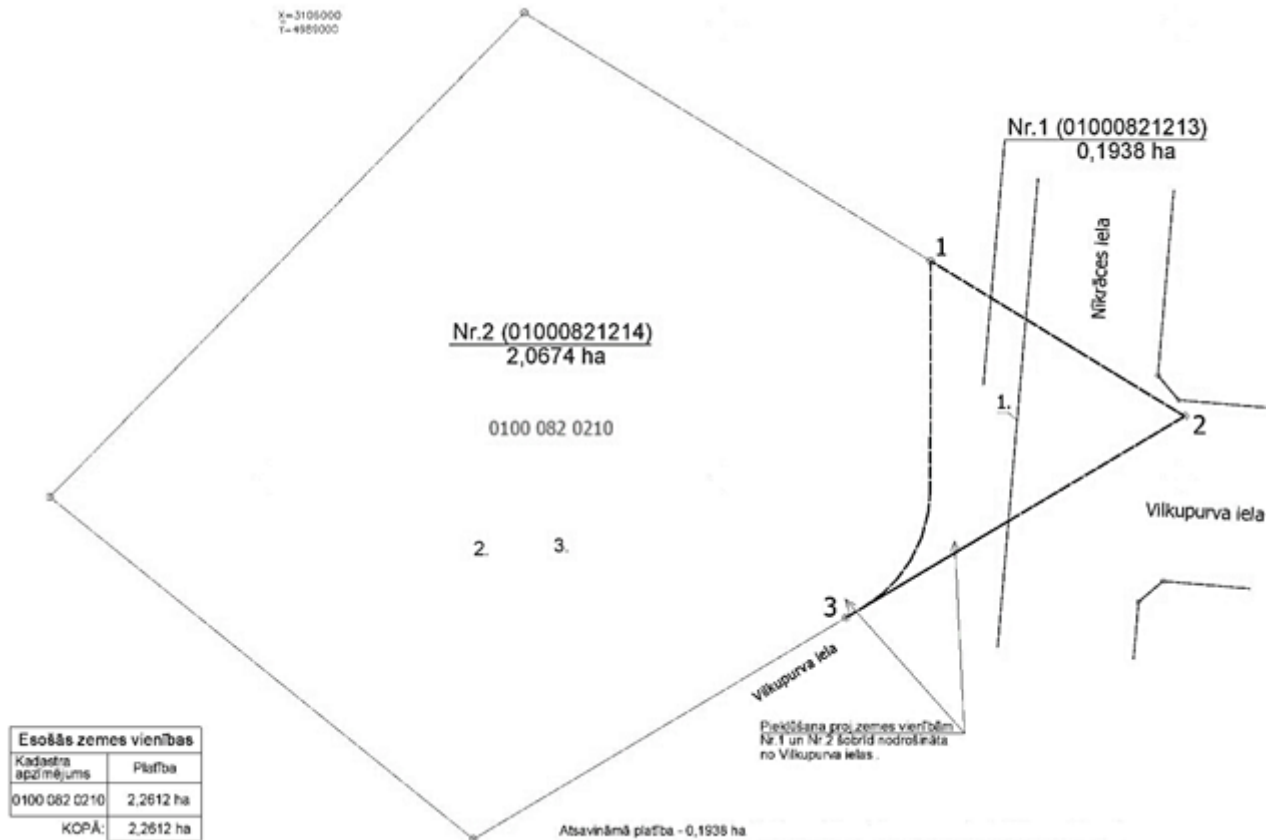 X=3106000
Y=4989000
Nr.1 (01000821213)
0,1938 ha
Nīkrāces iela
1
Nr.2 (01000821214)
2,0674 ha
0100 082 0210
1.
2
Vilkupurva iela
2.
3.
3
Vilkupurva iela
Piekļūšana proj.zemes vienībām
Nr.1 un Nr.2 šobrīd nodrošināta
no Vilkupurva ielas.
Esošās zemes vienības
Kadastra apzīmējums
Platība
0100 082 0210
2,2612 ha
KOPĀ:
2,2612 ha
Atsavināmā platība - 0,1938 ha